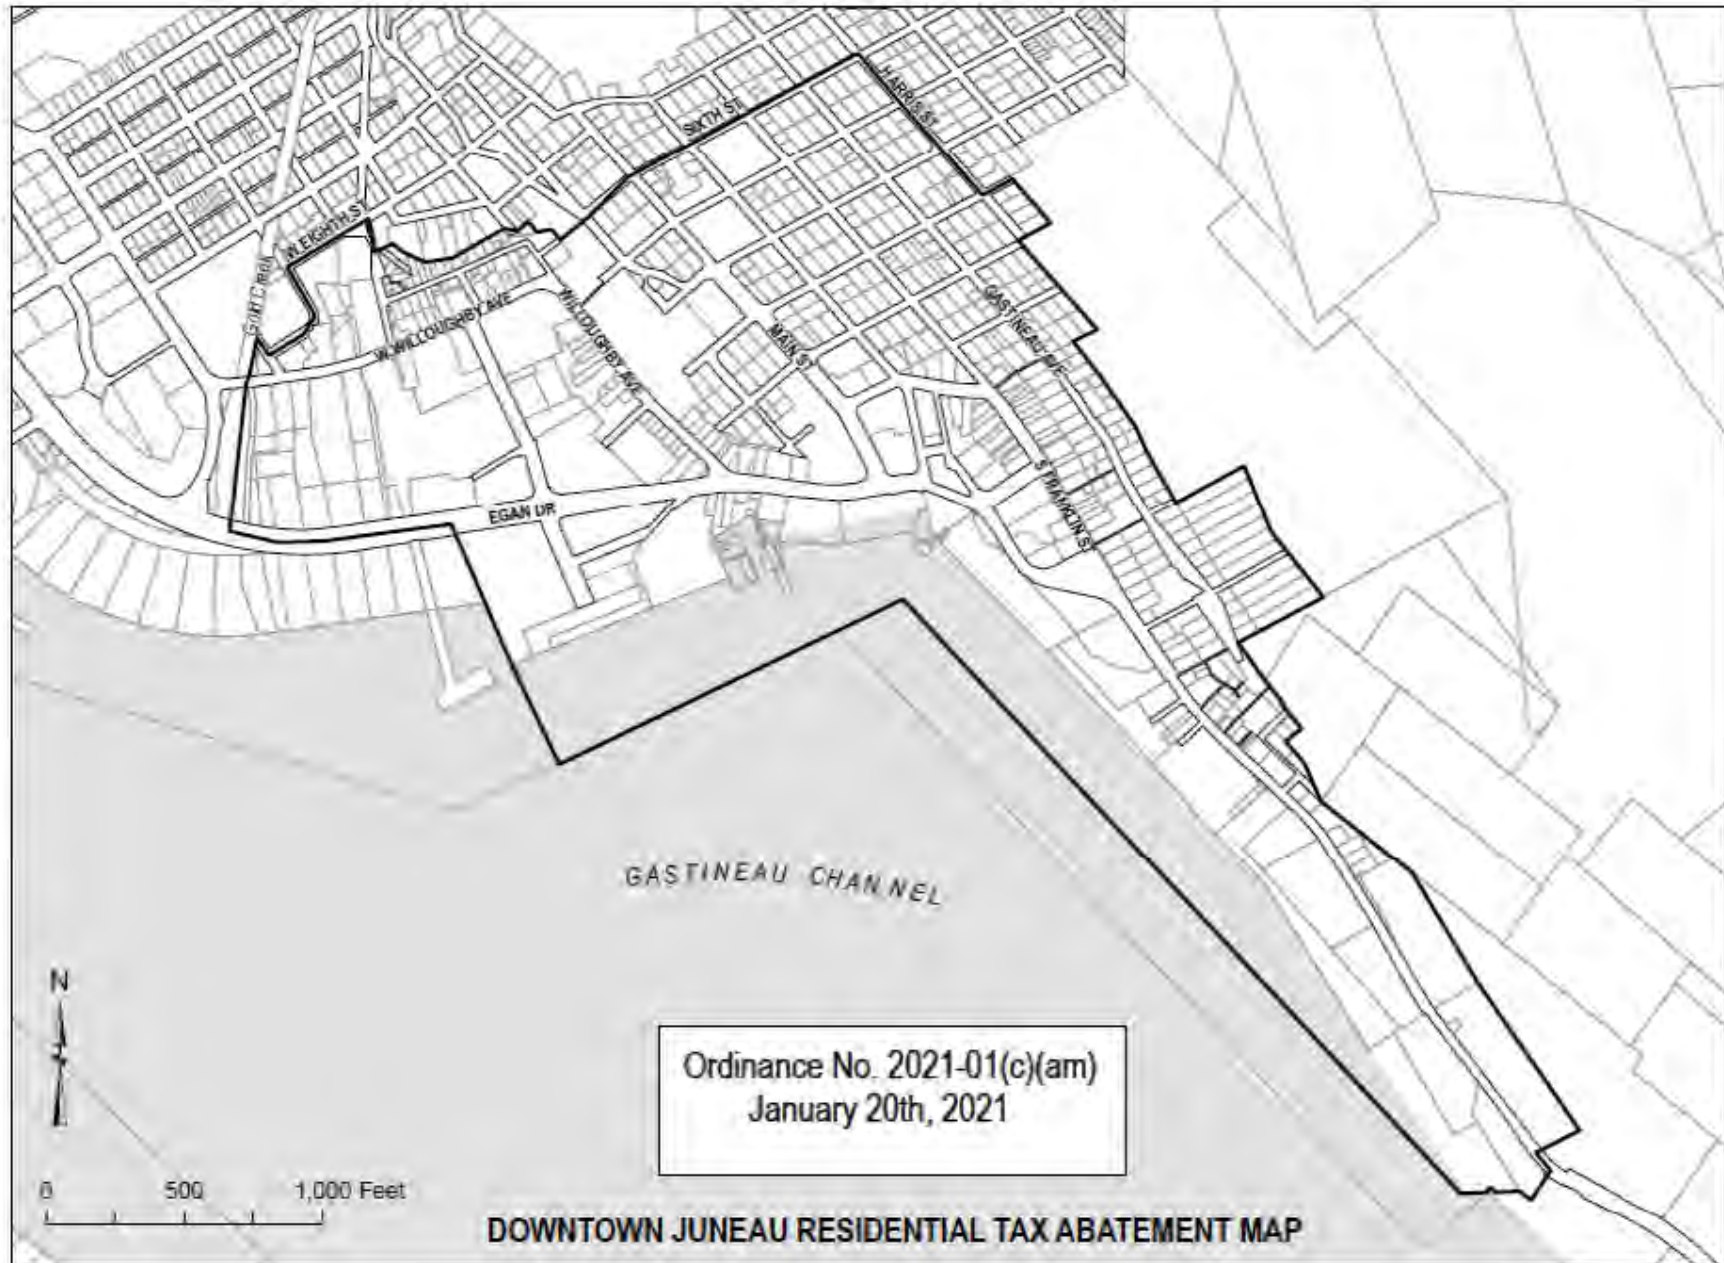 SIXTH ST
HARRIS ST
W. EIGHTH ST
Gold Creek
W. WILLOUGHBY AVE
WILLOUGHBY AVE
MAIN ST
GASTINEAU AVE
S FRANKLIN ST
EGAN DR
GASTINEAU CHANNEL
N
Ordinance No. 2021-01(c)(am)
January 20th, 2021
0 500 1,000 Feet
DOWNTOWN JUNEAU RESIDENTIAL TAX ABATEMENT MAP